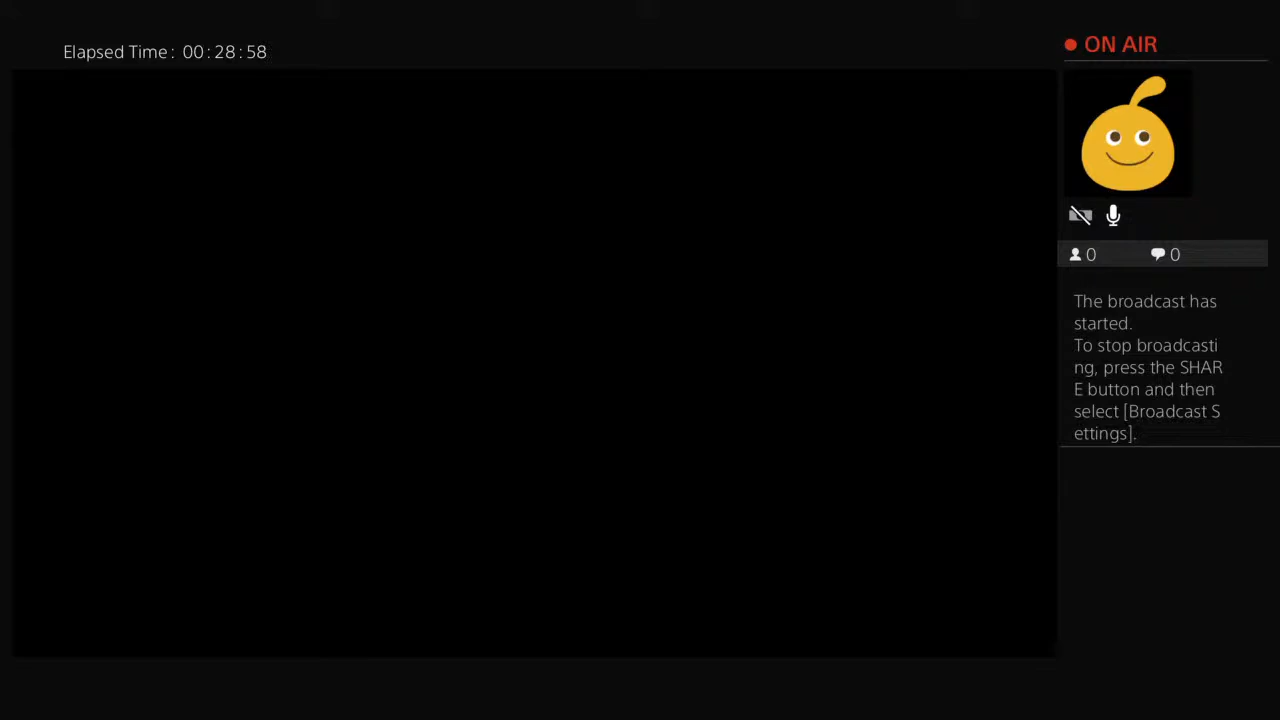 Elapsed Time: 00:28:58
ON AIR
0 0
The broadcast has
started.
To stop broadcasti
ng, press the SHAR
E button and then
select [Broadcast S
ettings].